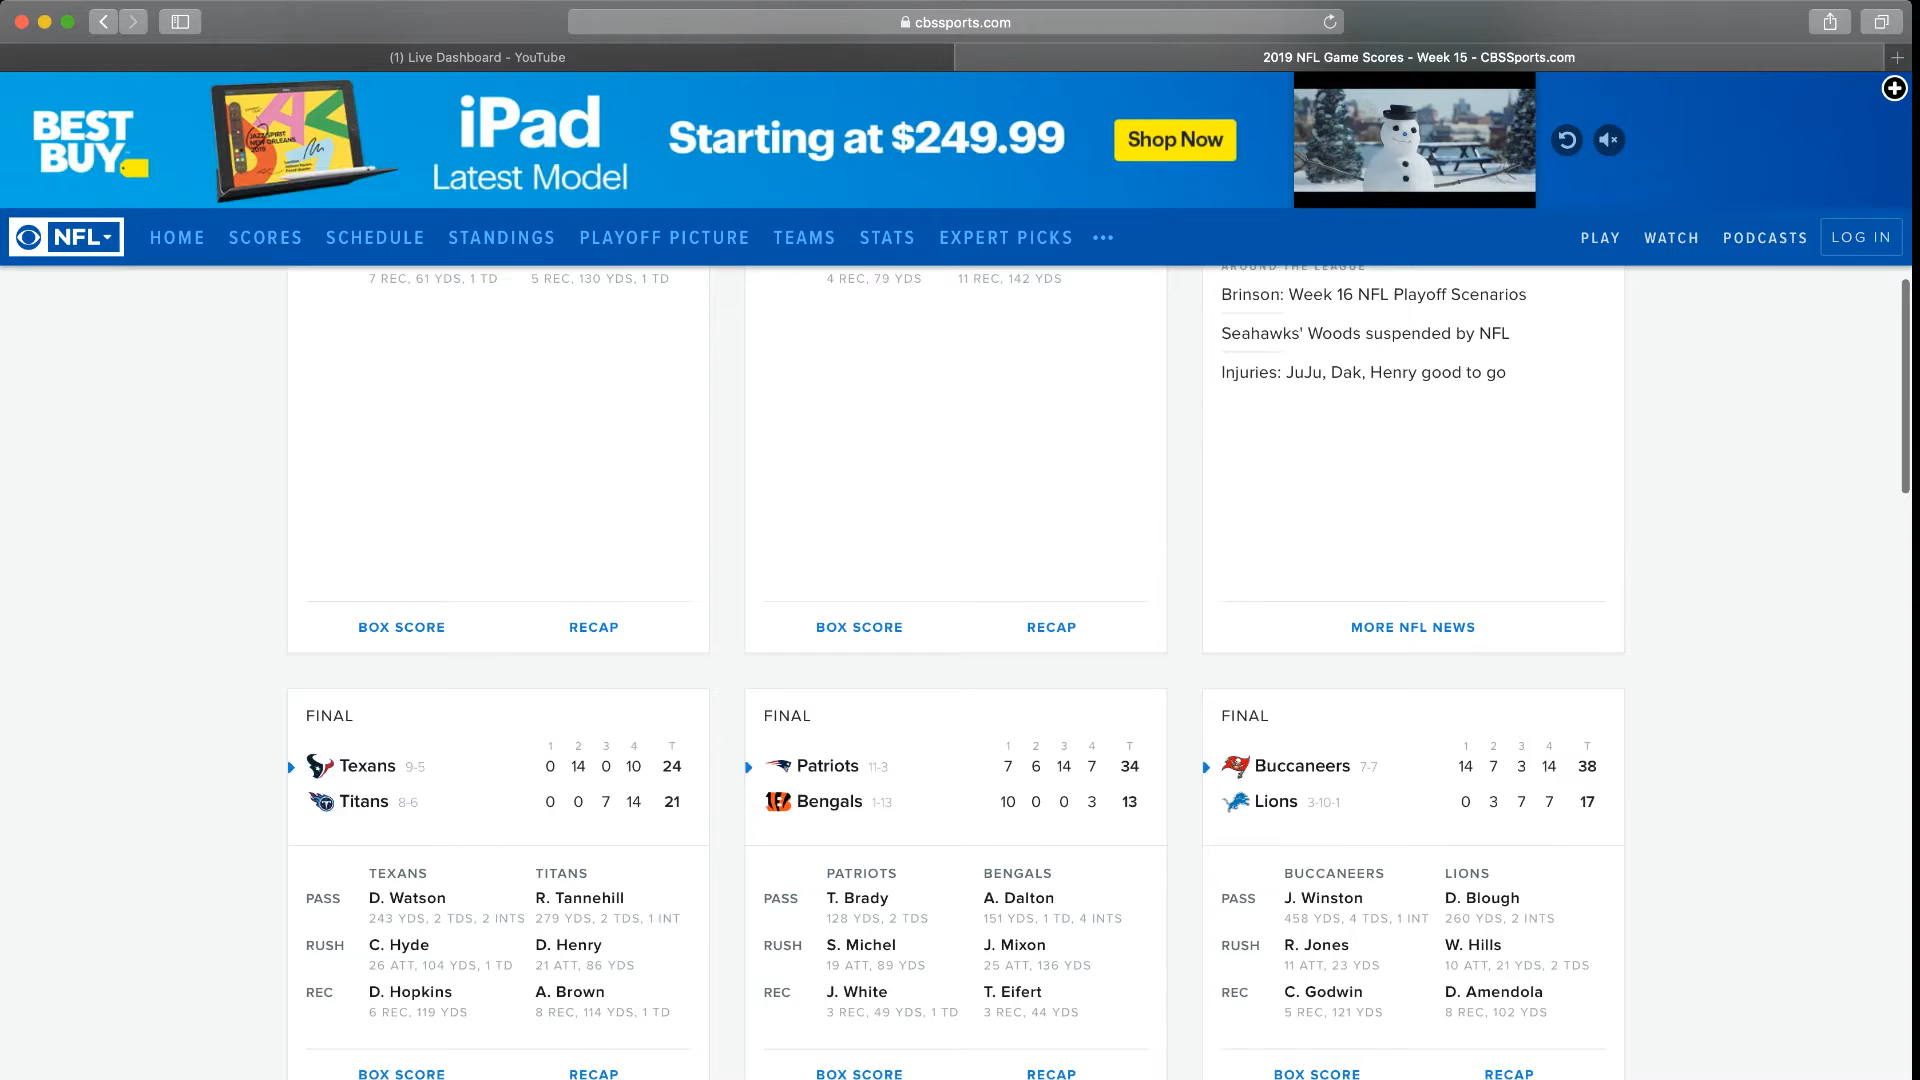 cbssports.com
(1) Live Dashboard - YouTube
2019 NFL Game Scores - Week 15 - CBSSports.com
BEST BUY
iPad
Latest Model
Starting at $249.99
Shop Now
NFL HOME SCORES SCHEDULE STANDINGS PLAYOFF PICTURE TEAMS STATS EXPERT PICKS ••• PLAY WATCH PODCASTS LOG IN
7 REC, 61 YDS, 1 TD 5 REC, 130 YDS, 1 TD
4 REC, 79 YDS 11 REC, 142 YDS
AROUND THE LEAGUE
Brinson: Week 16 NFL Playoff Scenarios
Seahawks' Woods suspended by NFL
Injuries: JuJu, Dak, Henry good to go
BOX SCORE RECAP
BOX SCORE RECAP
MORE NFL NEWS
FINAL
1 2 3 4 T
Texans 9-5 0 14 0 10 24
Titans 8-6 0 0 7 14 21
TEXANS TITANS
PASS D. Watson R. Tannehill
243 YDS, 2 TDS, 2 INTS 279 YDS, 2 TDS, 1 INT
RUSH C. Hyde D. Henry
26 ATT, 104 YDS, 1 TD 21 ATT, 86 YDS
REC D. Hopkins A. Brown
6 REC, 119 YDS 8 REC, 114 YDS, 1 TD
BOX SCORE RECAP
FINAL
1 2 3 4 T
Patriots 11-3 7 6 14 7 34
Bengals 1-13 10 0 0 3 13
PATRIOTS BENGALS
PASS T. Brady A. Dalton
128 YDS, 2 TDS 151 YDS, 1 TD, 4 INTS
RUSH S. Michel J. Mixon
19 ATT, 89 YDS 25 ATT, 136 YDS
REC J. White T. Eifert
3 REC, 49 YDS, 1 TD 3 REC, 44 YDS
BOX SCORE RECAP
FINAL
1 2 3 4 T
Buccaneers 7-7 14 7 3 14 38
Lions 3-10-1 0 3 7 7 17
BUCCANEERS LIONS
PASS J. Winston D. Blough
458 YDS, 4 TDS, 1 INT 260 YDS, 2 INTS
RUSH R. Jones W. Hills
11 ATT, 23 YDS 10 ATT, 21 YDS, 2 TDS
REC C. Godwin D. Amendola
5 REC, 121 YDS 8 REC, 102 YDS
BOX SCORE RECAP